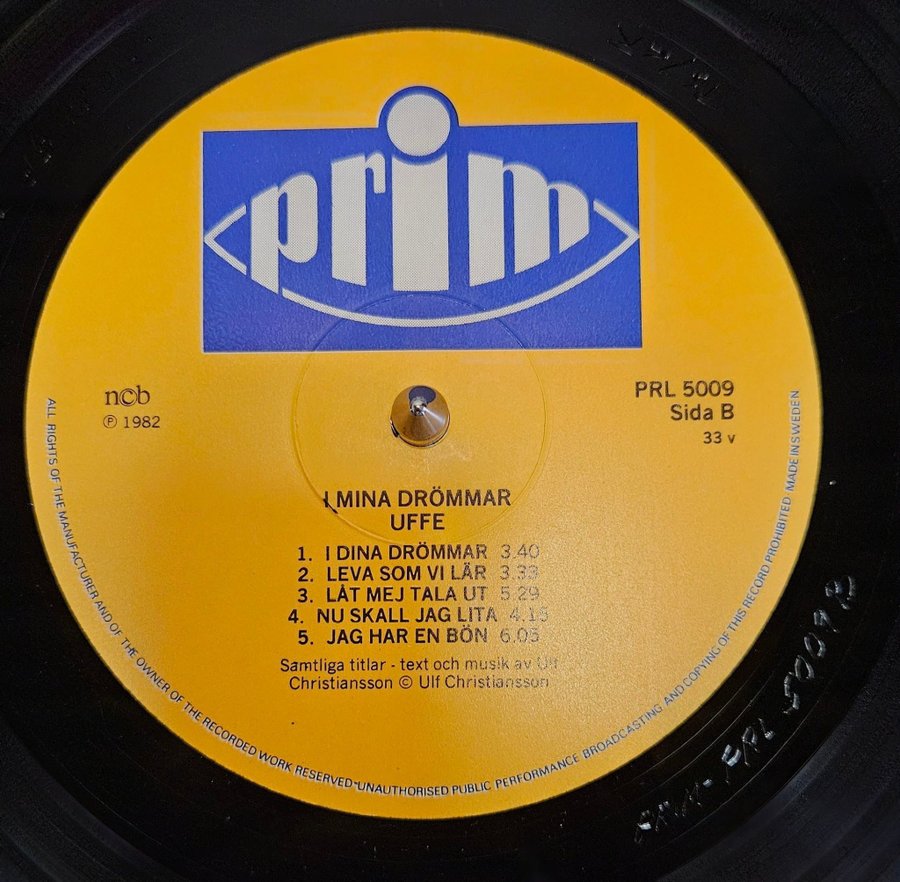 prim
ncb
℗ 1982
PRL 5009
Sida B
33 v
I MINA DRÖMMAR
UFFE
1. I DINA DRÖMMAR 3.40
2. LEVA SOM VI LÄR 3.33
3. LÅT MEJ TALA UT 5.29
4. NU SKALL JAG LITA 4.15
5. JAG HAR EN BÖN 6.05
Samtliga titlar - text och musik av Ulf
Christiansson © Ulf Christiansson
ALL RIGHTS OF THE MANUFACTURER AND OF THE OWNER OF THE RECORDED WORK RESERVED - UNAUTHORISED PUBLIC PERFORMANCE BROADCASTING AND COPYING OF THIS RECORD PROHIBITED · MADE IN SWEDEN
PRIM - PRL 5009 B